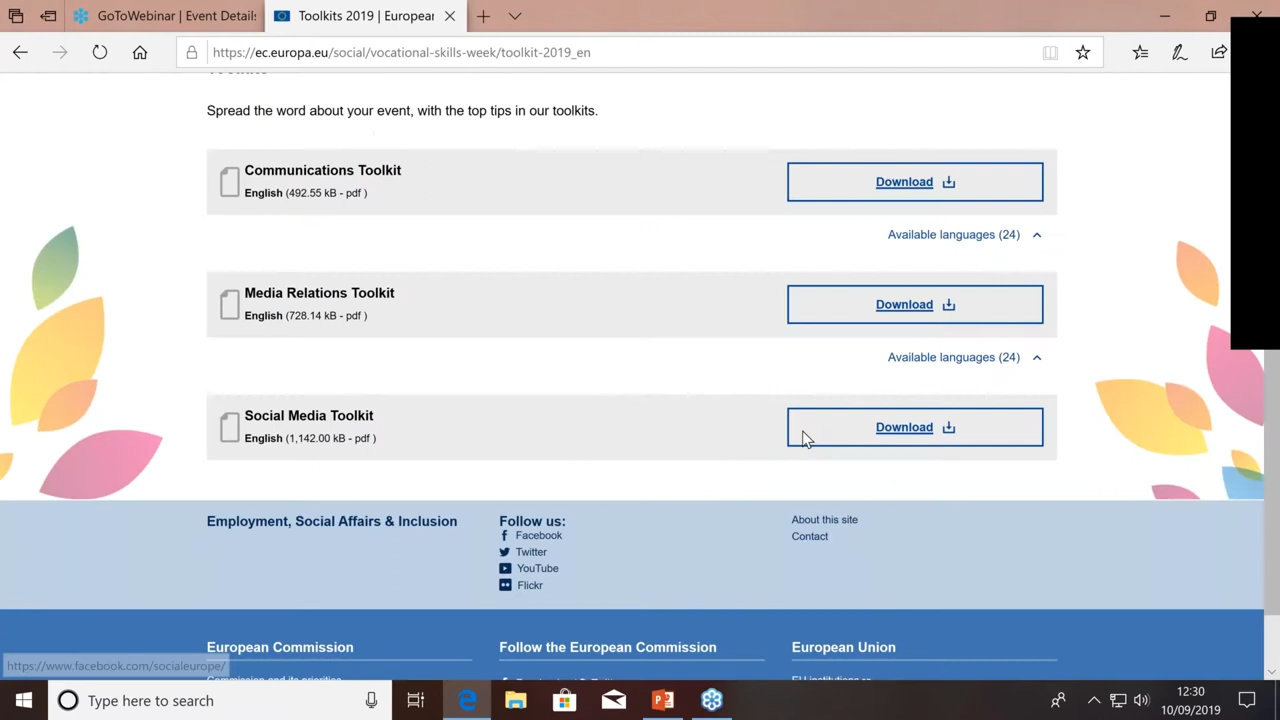 GoToWebinar | Event Details
Toolkits 2019 | European
https://ec.europa.eu/social/vocational-skills-week/toolkit-2019_en
Spread the word about your event, with the top tips in our toolkits.
Communications Toolkit
English (492.55 kB - pdf )
Download
Available languages (24)
Media Relations Toolkit
English (728.14 kB - pdf )
Download
Available languages (24)
Social Media Toolkit
English (1,142.00 kB - pdf )
Download
Employment, Social Affairs & Inclusion
Follow us:
Facebook
Twitter
YouTube
Flickr
About this site
Contact
European Commission
Follow the European Commission
European Union
https://www.facebook.com/socialeurope/
Type here to search
12:30
10/09/2019